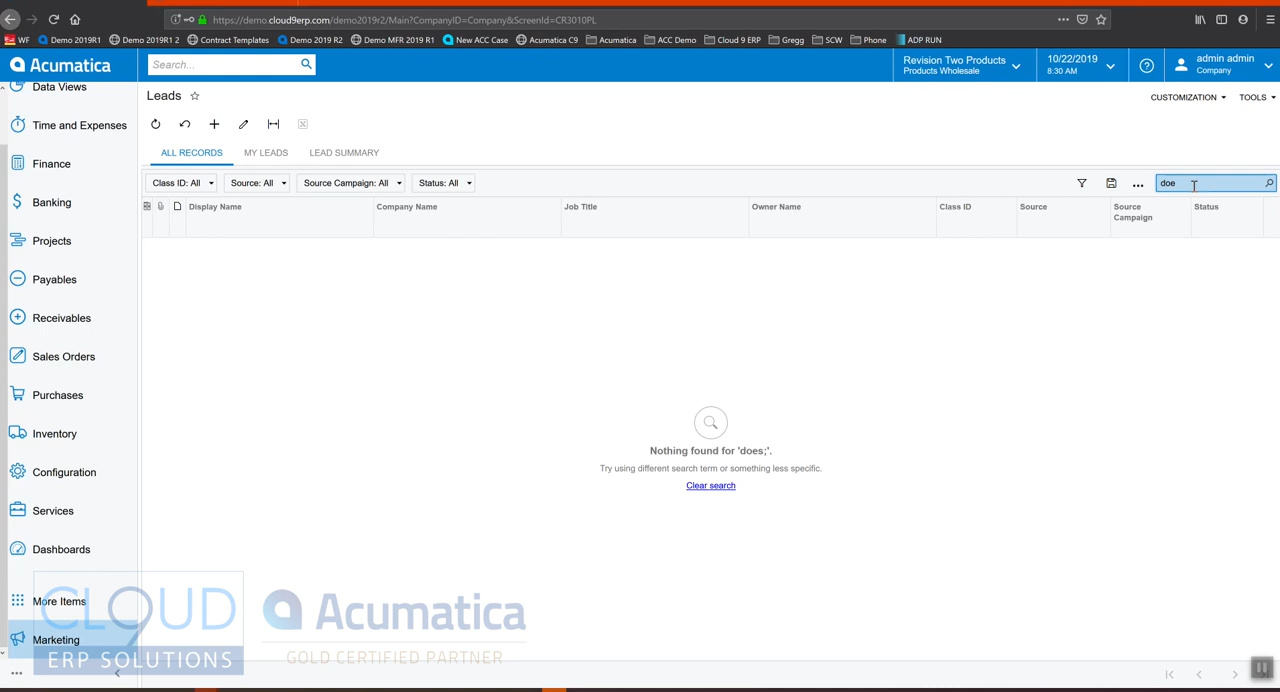 https://demo.cloud9erp.com/demo2019r2/Main?CompanyID=Company&ScreenId=CR3010PL
WF Demo 2019R1 Demo 2019R1 2 Contract Templates Demo 2019 R2 Demo MFR 2019 R1 New ACC Case Acumatica C9 Acumatica ACC Demo Cloud 9 ERP Gregg SCW Phone ADP RUN
Acumatica
Search...
Revision Two Products
Products Wholesale
10/22/2019
8:30 AM
admin admin
Company
Data Views
Time and Expenses
Finance
Banking
Projects
Payables
Receivables
Sales Orders
Purchases
Inventory
Configuration
Services
Dashboards
More Items
Marketing
Leads
CUSTOMIZATION TOOLS
ALL RECORDS MY LEADS LEAD SUMMARY
Class ID: All Source: All Source Campaign: All Status: All
doe
Display Name Company Name Job Title Owner Name Class ID Source Source Campaign Status
Nothing found for 'does;'.
Try using different search term or something less specific.
Clear search
CLOUD 9
ERP SOLUTIONS
Acumatica
GOLD CERTIFIED PARTNER